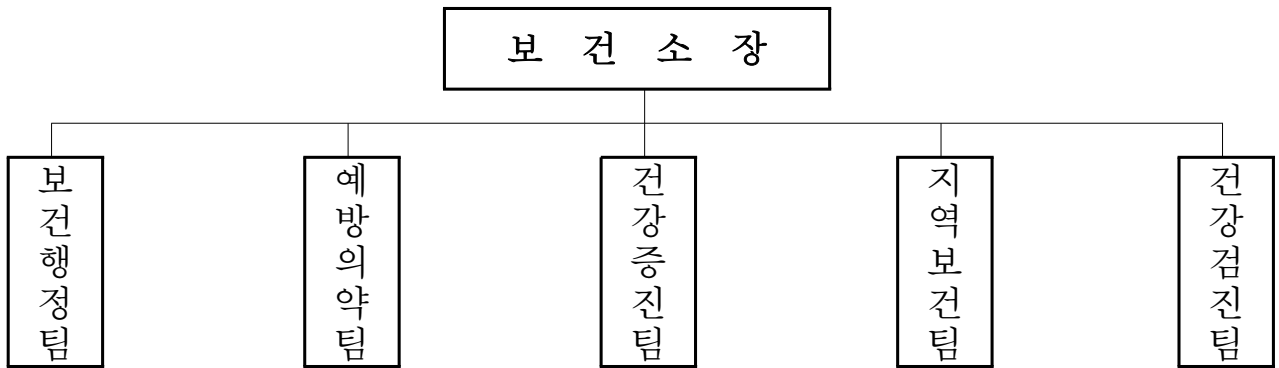 보 건 소 장
보건행정팀
예방의약팀
건강증진팀
지역보건팀
건강검진팀